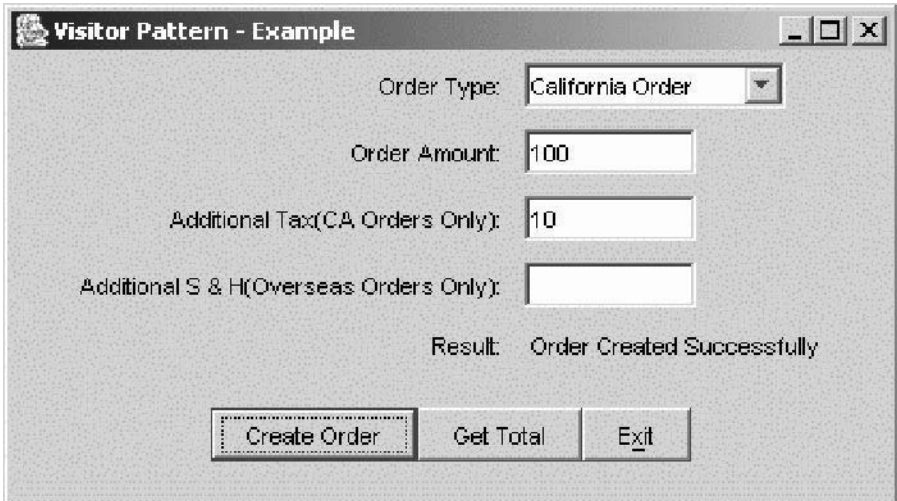 Visitor Pattern - Example
Order Type: California Order
Order Amount: 100
Additional Tax(CA Orders Only): 10
Additional S & H(Overseas Orders Only):
Result: Order Created Successfully
Create Order Get Total Exit